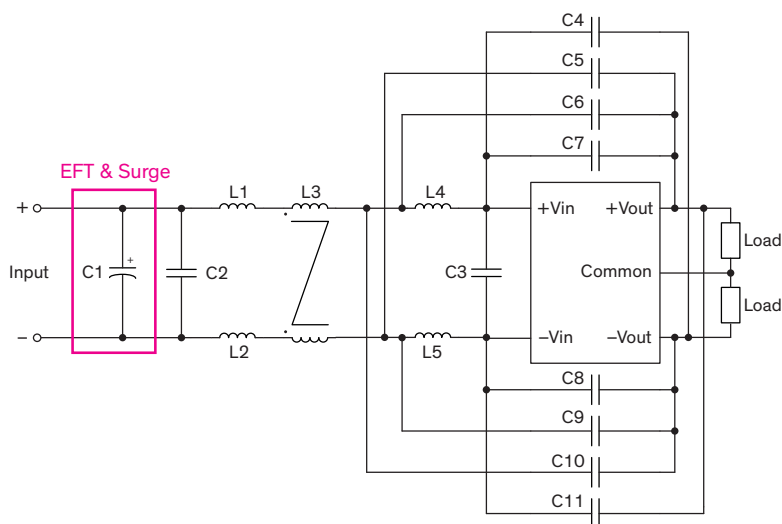 C4
C5
C6
C7
EFT & Surge
L1
L3
L4
+
+Vin
+Vout
Load
Input
C1
+
C2
C3
Common
Load
−
−Vin
−Vout
L2
L5
C8
C9
C10
C11